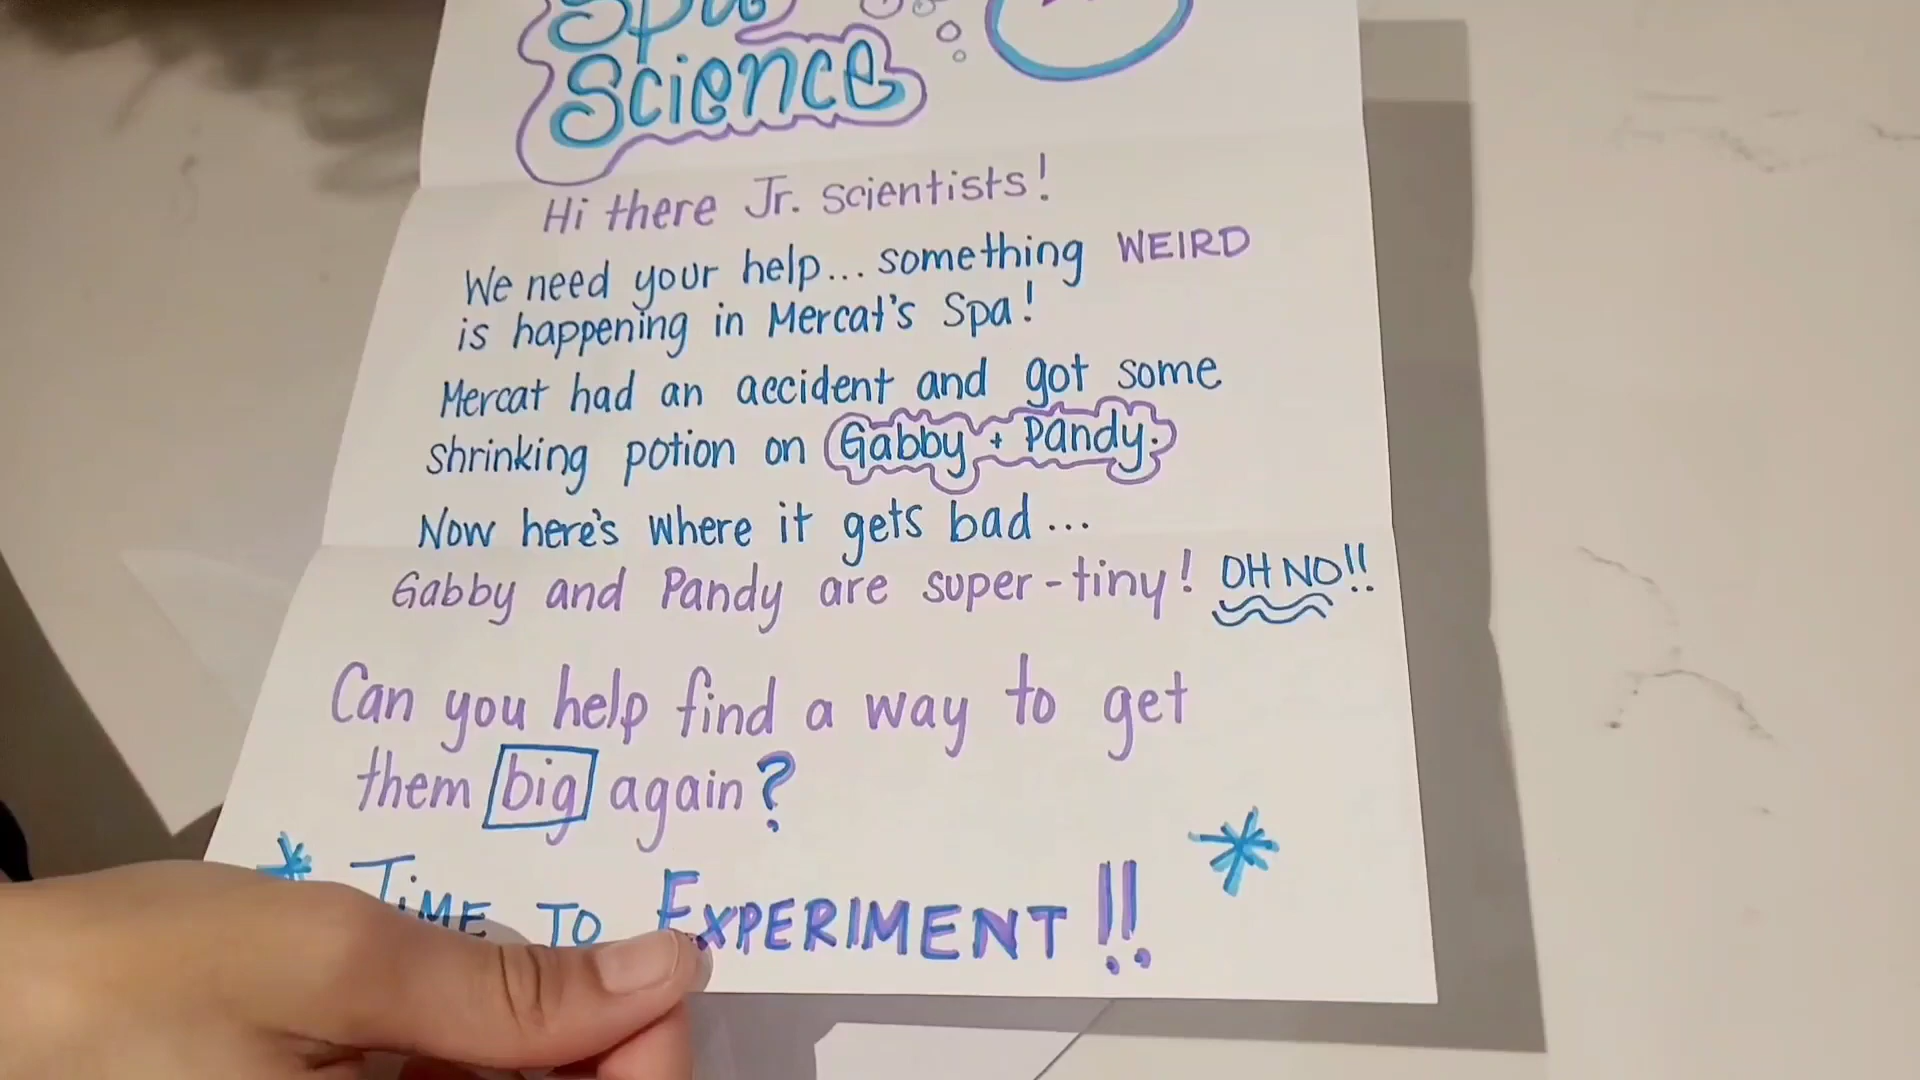 Spa
Science
Hi there Jr. scientists!
We need your help... something WEIRD
is happening in Mercat's Spa!
Mercat had an accident and got some
shrinking potion on Gabby + Pandy.
Now here's where it gets bad...
Gabby and Pandy are super-tiny! OH NO!!
Can you help find a way to get
them big again?
TIME TO EXPERIMENT!!